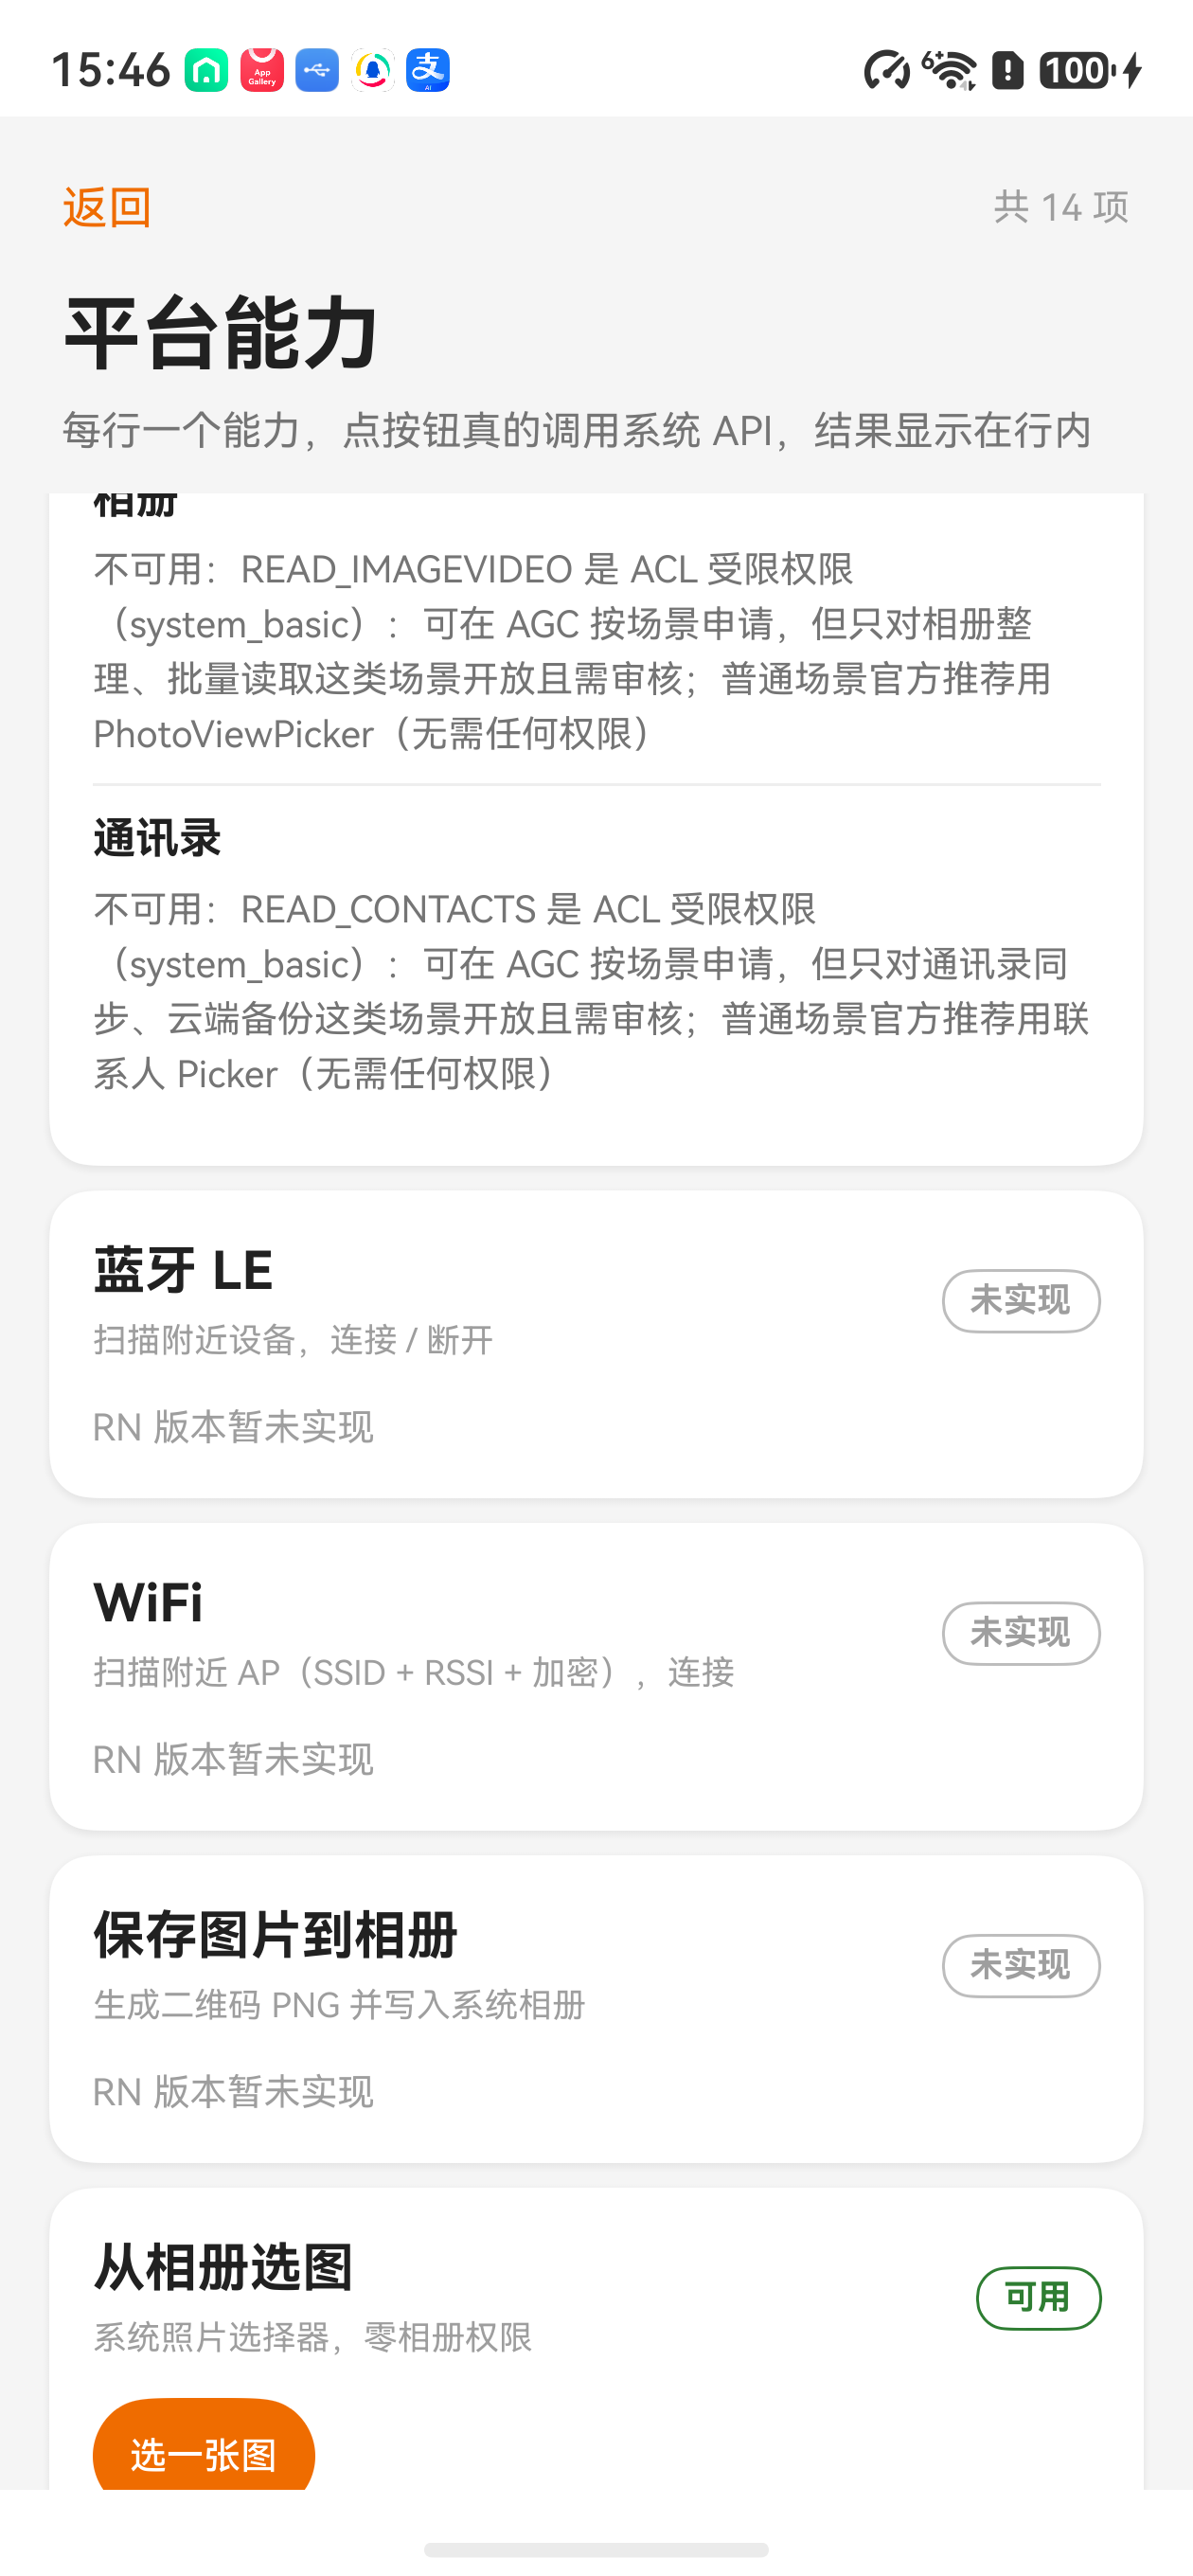 15:46
App
Gallery
支
AI
6+
100
返回
共 14 项
平台能力
每行一个能力，点按钮真的调用系统 API，结果显示在行内
相册
不可用：READ_IMAGEVIDEO 是 ACL 受限权限
（system_basic）：可在 AGC 按场景申请，但只对相册整
理、批量读取这类场景开放且需审核；普通场景官方推荐用
PhotoViewPicker（无需任何权限）
通讯录
不可用：READ_CONTACTS 是 ACL 受限权限
（system_basic）：可在 AGC 按场景申请，但只对通讯录同
步、云端备份这类场景开放且需审核；普通场景官方推荐用联
系人 Picker（无需任何权限）
蓝牙 LE
未实现
扫描附近设备，连接 / 断开
RN 版本暂未实现
WiFi
未实现
扫描附近 AP（SSID + RSSI + 加密），连接
RN 版本暂未实现
保存图片到相册
未实现
生成二维码 PNG 并写入系统相册
RN 版本暂未实现
从相册选图
可用
系统照片选择器，零相册权限
选一张图